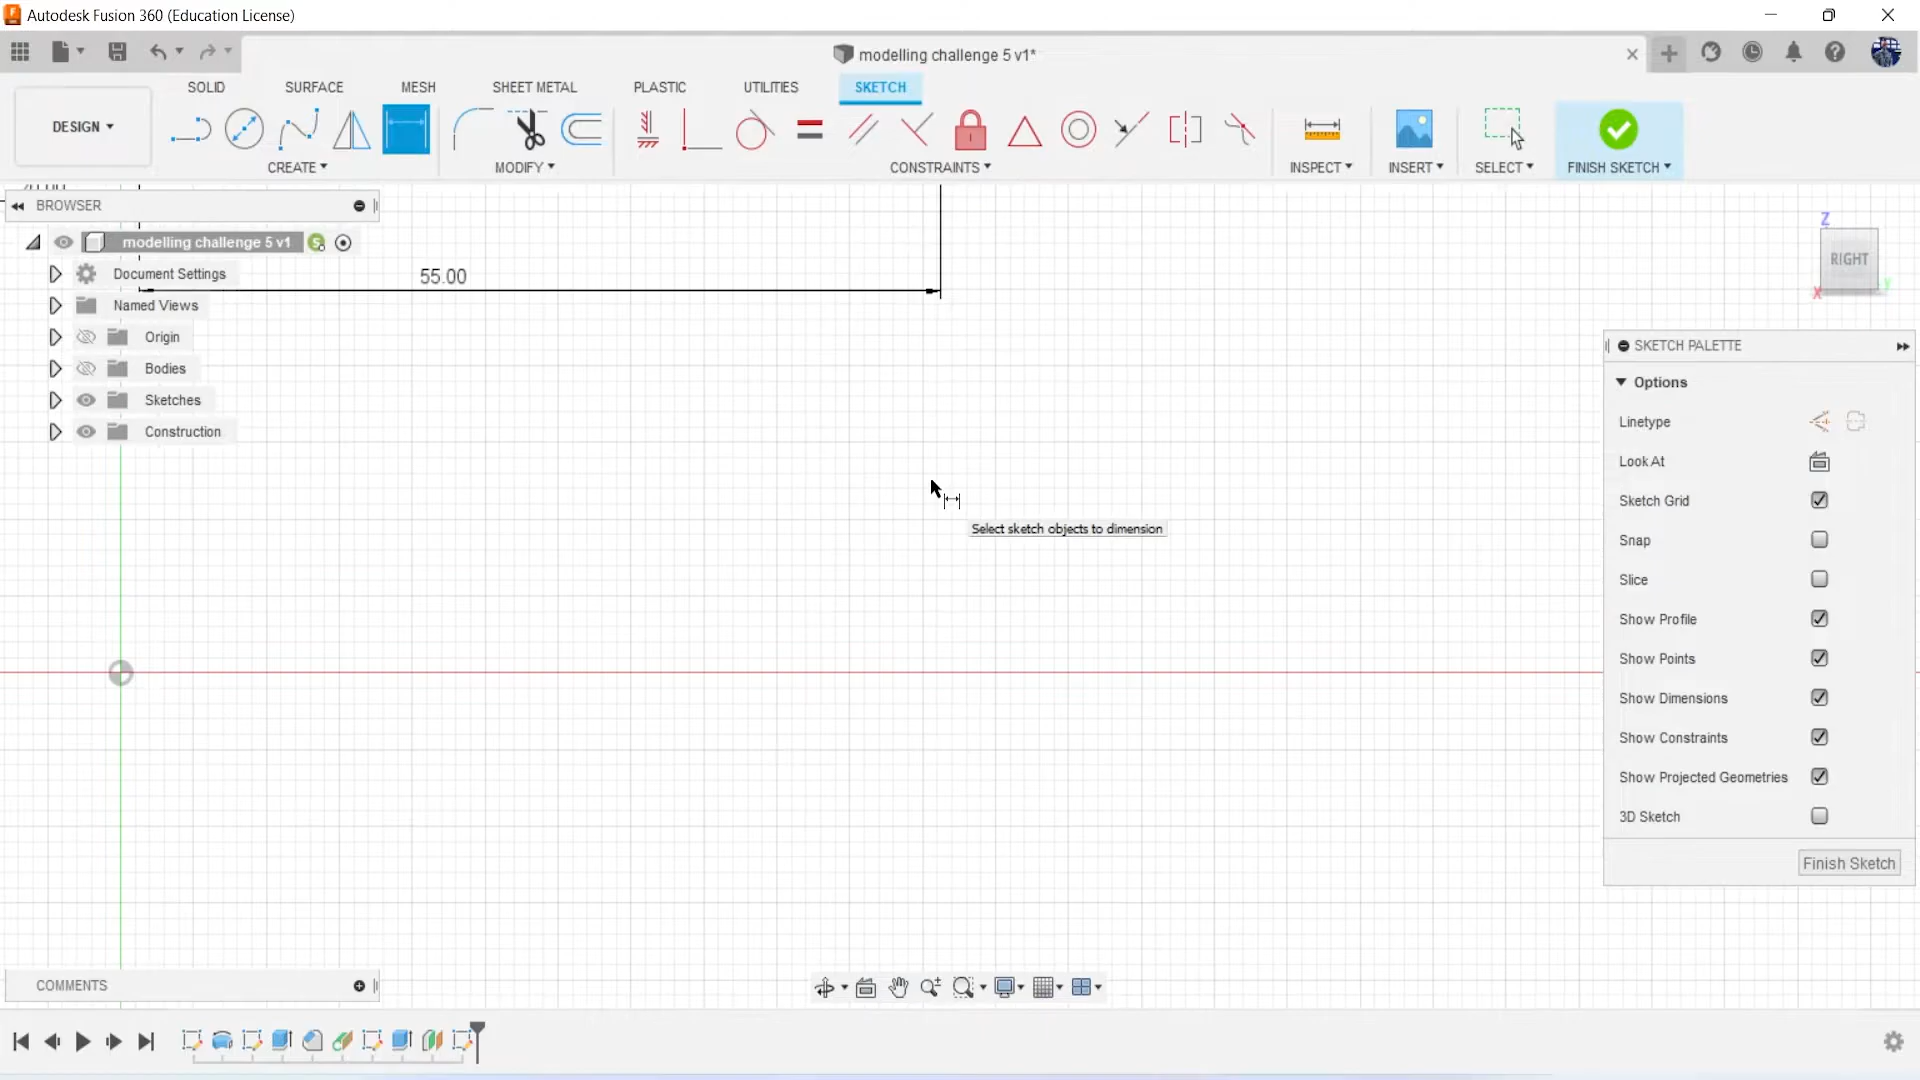 Autodesk Fusion 360 (Education License)
modelling challenge 5 v1*
SOLID SURFACE MESH SHEET METAL PLASTIC UTILITIES SKETCH
DESIGN
CREATE MODIFY CONSTRAINTS INSPECT INSERT SELECT FINISH SKETCH
BROWSER
modelling challenge 5 v1
Document Settings
55.00
Named Views
Origin
Bodies
Sketches
Construction
Z
RIGHT
X
Y
SKETCH PALETTE
Options
Linetype
Look At
Sketch Grid
Snap
Slice
Show Profile
Show Points
Show Dimensions
Show Constraints
Show Projected Geometries
3D Sketch
Finish Sketch
Select sketch objects to dimension
COMMENTS